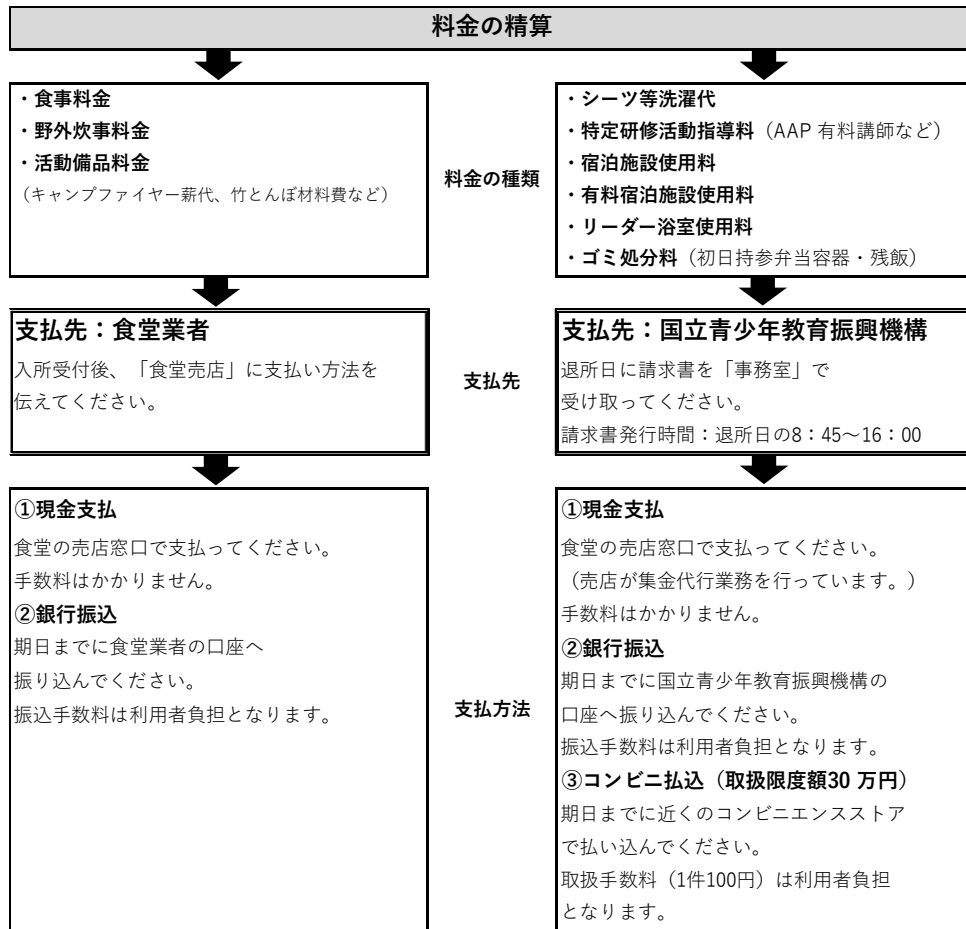 料金の精算
・食事料金
・野外炊事料金
・活動備品料金
（キャンプファイヤー薪代、竹とんぼ材料費など）
料金の種類
・シーツ等洗濯代
・特定研修活動指導料（AAP 有料講師など）
・宿泊施設使用料
・有料宿泊施設使用料
・リーダー浴室使用料
・ゴミ処分料（初日持参弁当容器・残飯）
支払先：食堂業者
入所受付後、「食堂売店」に支払い方法を
伝えてください。
支払先
支払先：国立青少年教育振興機構
退所日に請求書を「事務室」で
受け取ってください。
請求書発行時間：退所日の8：45～16：00
①現金支払
食堂の売店窓口で支払ってください。
手数料はかかりません。
②銀行振込
期日までに食堂業者の口座へ
振り込んでください。
振込手数料は利用者負担となります。
支払方法
①現金支払
食堂の売店窓口で支払ってください。
（売店が集金代行業務を行っています。）
手数料はかかりません。
②銀行振込
期日までに国立青少年教育振興機構の
口座へ振り込んでください。
振込手数料は利用者負担となります。
③コンビニ払込（取扱限度額30 万円）
期日までに近くのコンビニエンスストア
で払い込んでください。
取扱手数料（1件100円）は利用者負担
となります。